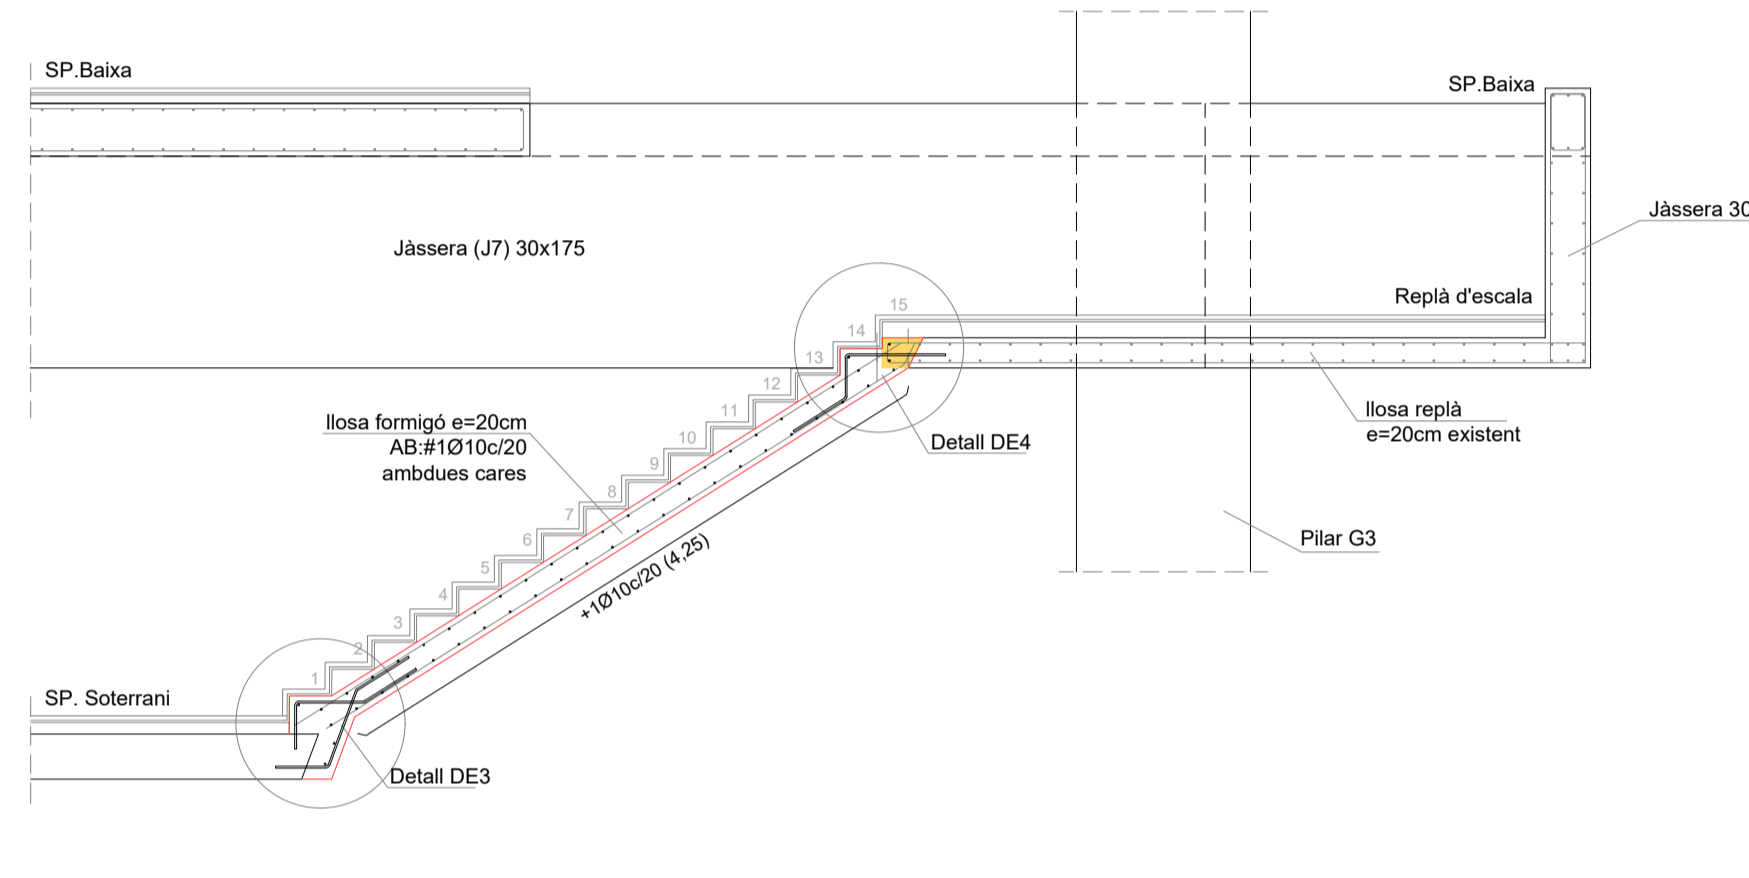 SP.Baixa
SP.Baixa
Jàssera 30
Jàssera (J7) 30x175
Replà d'escala
15
14
13
12
11
10
9
8
7
6
5
4
3
2
1
llosa formigó e=20cm
AB:#1Ø10c/20
ambdues cares
llosa replà
e=20cm existent
Detall DE4
Pilar G3
+1Ø10c/20 (4,25)
SP. Soterrani
Detall DE3